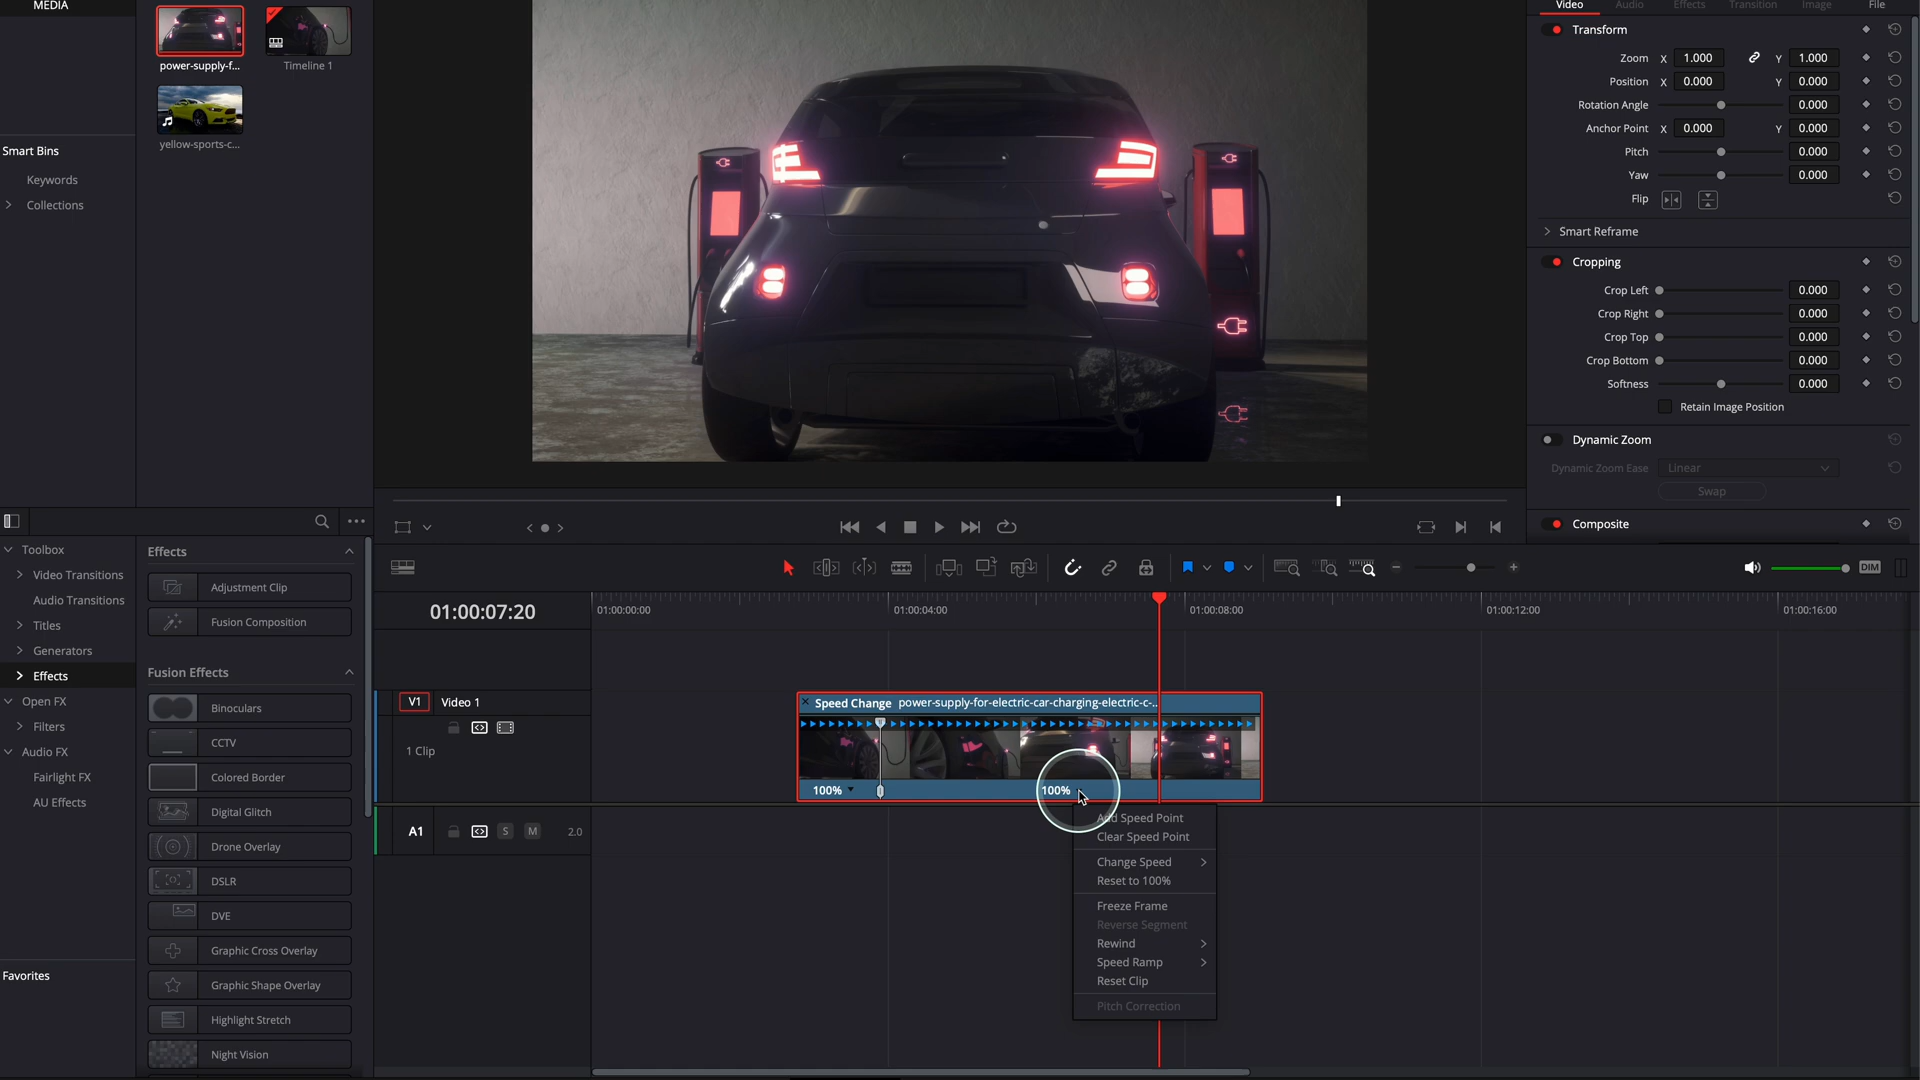 MEDIA
power-supply-f...
Timeline 1
yellow-sports-c...
Smart Bins
Keywords
Collections
Video
Audio
Effects
Transition
Image
File
Transform
Zoom X 1.000 Y 1.000
Position X 0.000 Y 0.000
Rotation Angle 0.000
Anchor Point X 0.000 Y 0.000
Pitch 0.000
Yaw 0.000
Flip
Smart Reframe
Cropping
Crop Left 0.000
Crop Right 0.000
Crop Top 0.000
Crop Bottom 0.000
Softness 0.000
Retain Image Position
Dynamic Zoom
Dynamic Zoom Ease Linear
Swap
Composite
Toolbox
Video Transitions
Audio Transitions
Titles
Generators
Effects
Open FX
Filters
Audio FX
Fairlight FX
AU Effects
Favorites
Effects
Adjustment Clip
Fusion Composition
Fusion Effects
Binoculars
CCTV
Colored Border
Digital Glitch
Drone Overlay
DSLR
DVE
Graphic Cross Overlay
Graphic Shape Overlay
Highlight Stretch
Night Vision
DIM
01:00:07:20
01:00:00:00
01:00:04:00
01:00:08:00
01:00:12:00
01:00:16:00
V1 Video 1
1 Clip
Speed Change power-supply-for-electric-car-charging-electric-c-...
100%
100%
A1 S M 2.0
Add Speed Point
Clear Speed Point
Change Speed
Reset to 100%
Freeze Frame
Reverse Segment
Rewind
Speed Ramp
Reset Clip
Pitch Correction